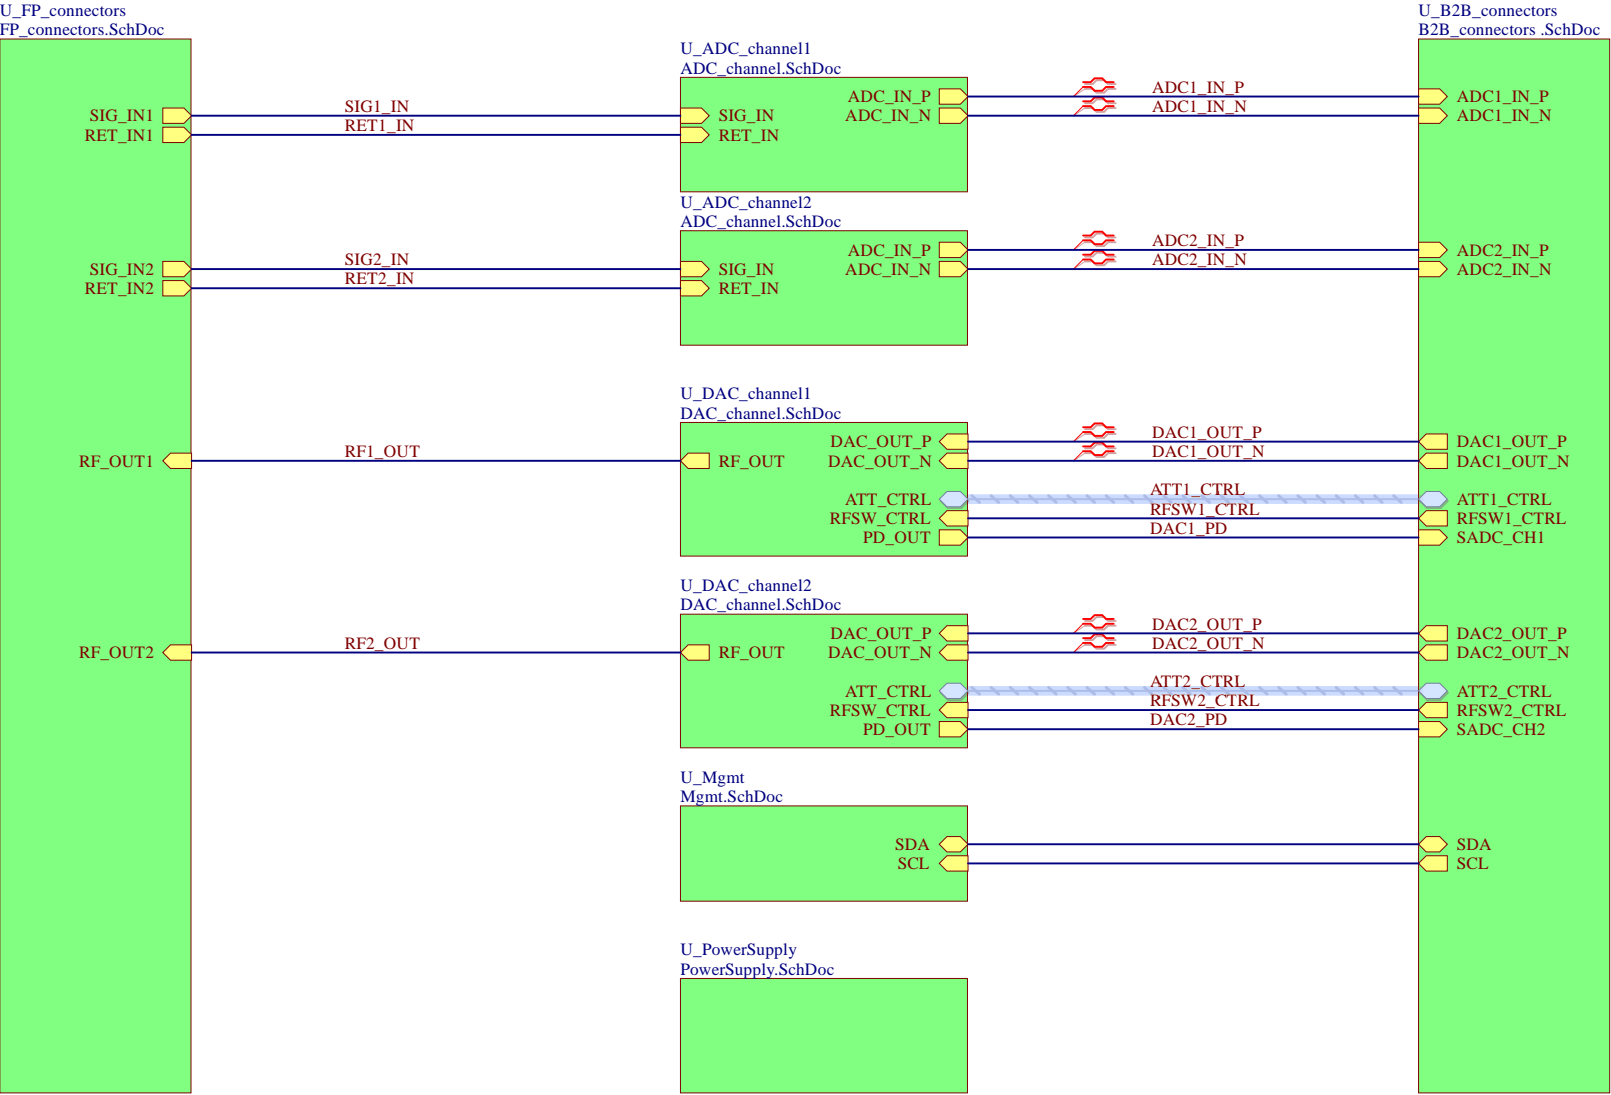 U_FP_connectors
FP_connectors.SchDoc
SIG_IN1
RET_IN1
SIG_IN2
RET_IN2
RF_OUT1
RF_OUT2
SIG1_IN
RET1_IN
SIG2_IN
RET2_IN
RF1_OUT
RF2_OUT
U_ADC_channel1
ADC_channel.SchDoc
ADC_IN_P
SIG_IN
ADC_IN_N
RET_IN
U_ADC_channel2
ADC_channel.SchDoc
ADC_IN_P
SIG_IN
ADC_IN_N
RET_IN
U_DAC_channel1
DAC_channel.SchDoc
DAC_OUT_P
RF_OUT
DAC_OUT_N
ATT_CTRL
RFSW_CTRL
PD_OUT
U_DAC_channel2
DAC_channel.SchDoc
DAC_OUT_P
RF_OUT
DAC_OUT_N
ATT_CTRL
RFSW_CTRL
PD_OUT
U_Mgmt
Mgmt.SchDoc
SDA
SCL
U_PowerSupply
PowerSupply.SchDoc
ADC1_IN_P
ADC1_IN_N
ADC2_IN_P
ADC2_IN_N
DAC1_OUT_P
DAC1_OUT_N
ATT1_CTRL
RFSW1_CTRL
DAC1_PD
DAC2_OUT_P
DAC2_OUT_N
ATT2_CTRL
RFSW2_CTRL
DAC2_PD
U_B2B_connectors
B2B_connectors .SchDoc
ADC1_IN_P
ADC1_IN_N
ADC2_IN_P
ADC2_IN_N
DAC1_OUT_P
DAC1_OUT_N
ATT1_CTRL
RFSW1_CTRL
SADC_CH1
DAC2_OUT_P
DAC2_OUT_N
ATT2_CTRL
RFSW2_CTRL
SADC_CH2
SDA
SCL